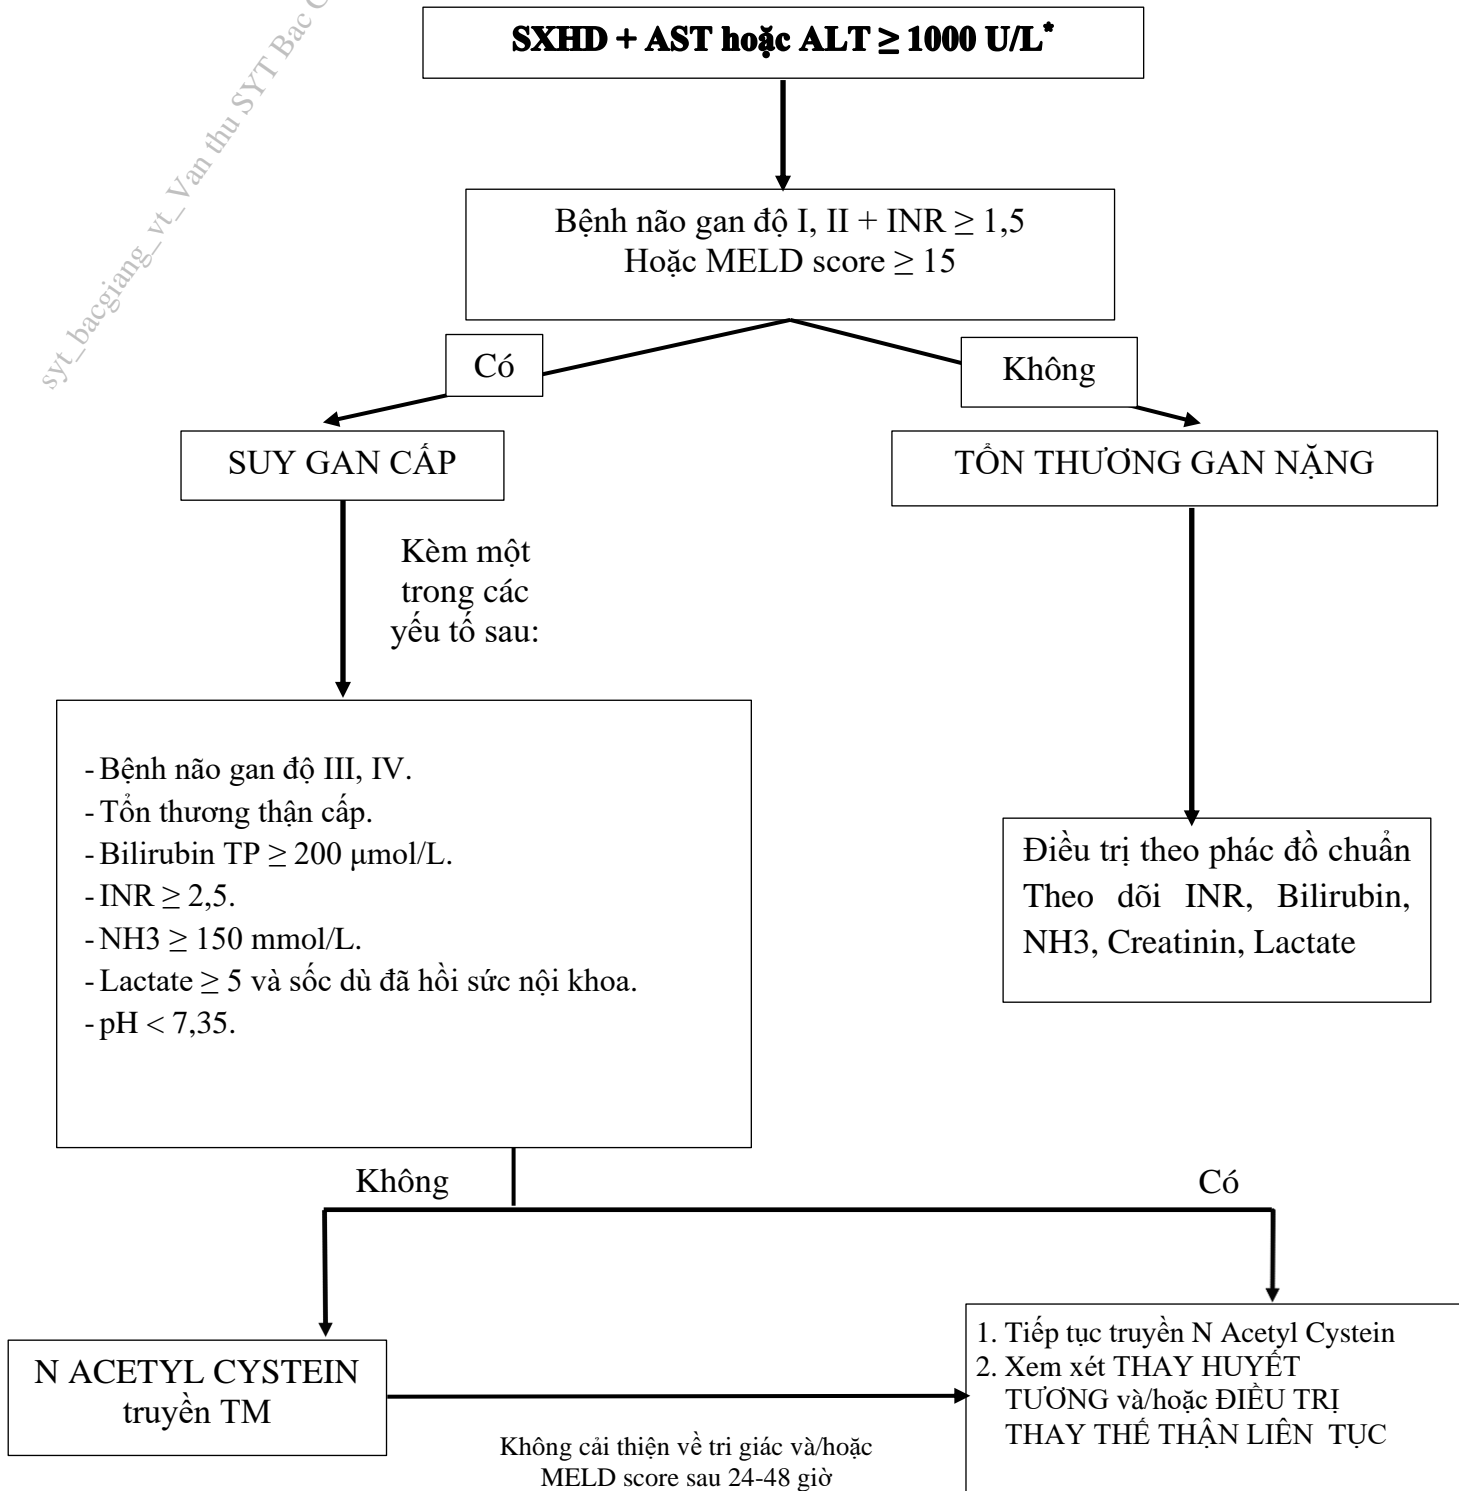 syt_bacgiang_vt_Van thu SYT Bac
SXHD + AST hoặc ALT ≥ 1000 U/L*
Bệnh não gan độ I, II + INR ≥ 1,5
Hoặc MELD score ≥ 15
Có
Không
SUY GAN CẤP
TỔN THƯƠNG GAN NẶNG
Kèm một
trong các
yếu tố sau:
- Bệnh não gan độ III, IV.
- Tổn thương thận cấp.
- Bilirubin TP ≥ 200 μmol/L.
- INR ≥ 2,5.
- NH3 ≥ 150 mmol/L.
- Lactate ≥ 5 và sốc dù đã hồi sức nội khoa.
- pH < 7,35.
Điều trị theo phác đồ chuẩn
Theo dõi INR, Bilirubin,
NH3, Creatinin, Lactate
Không
Có
N ACETYL CYSTEIN
truyền TM
Không cải thiện về tri giác và/hoặc
MELD score sau 24-48 giờ
1. Tiếp tục truyền N Acetyl Cystein
2. Xem xét THAY HUYẾT
TƯƠNG và/hoặc ĐIỀU TRỊ
THAY THẾ THẬN LIÊN TỤC